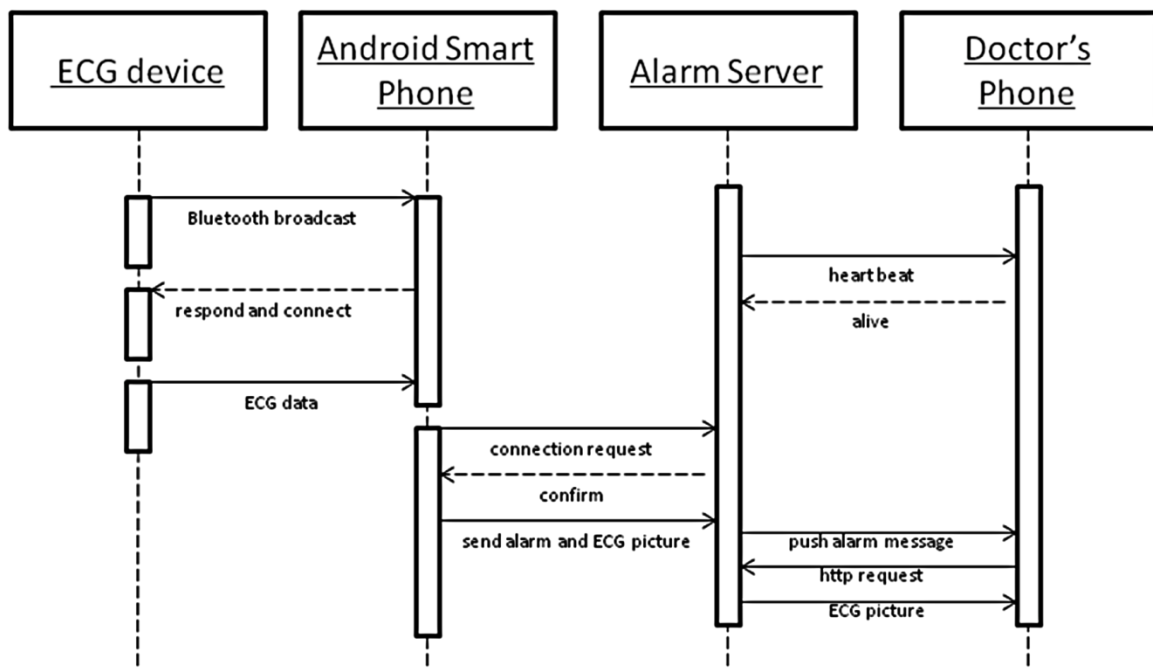 ECG device
Android Smart
Phone
Alarm Server
Doctor's
Phone
Bluetooth broadcast
heart beat
respond and connect
alive
ECG data
connection request
confirm
send alarm and ECG picture
push alarm message
http request
ECG picture